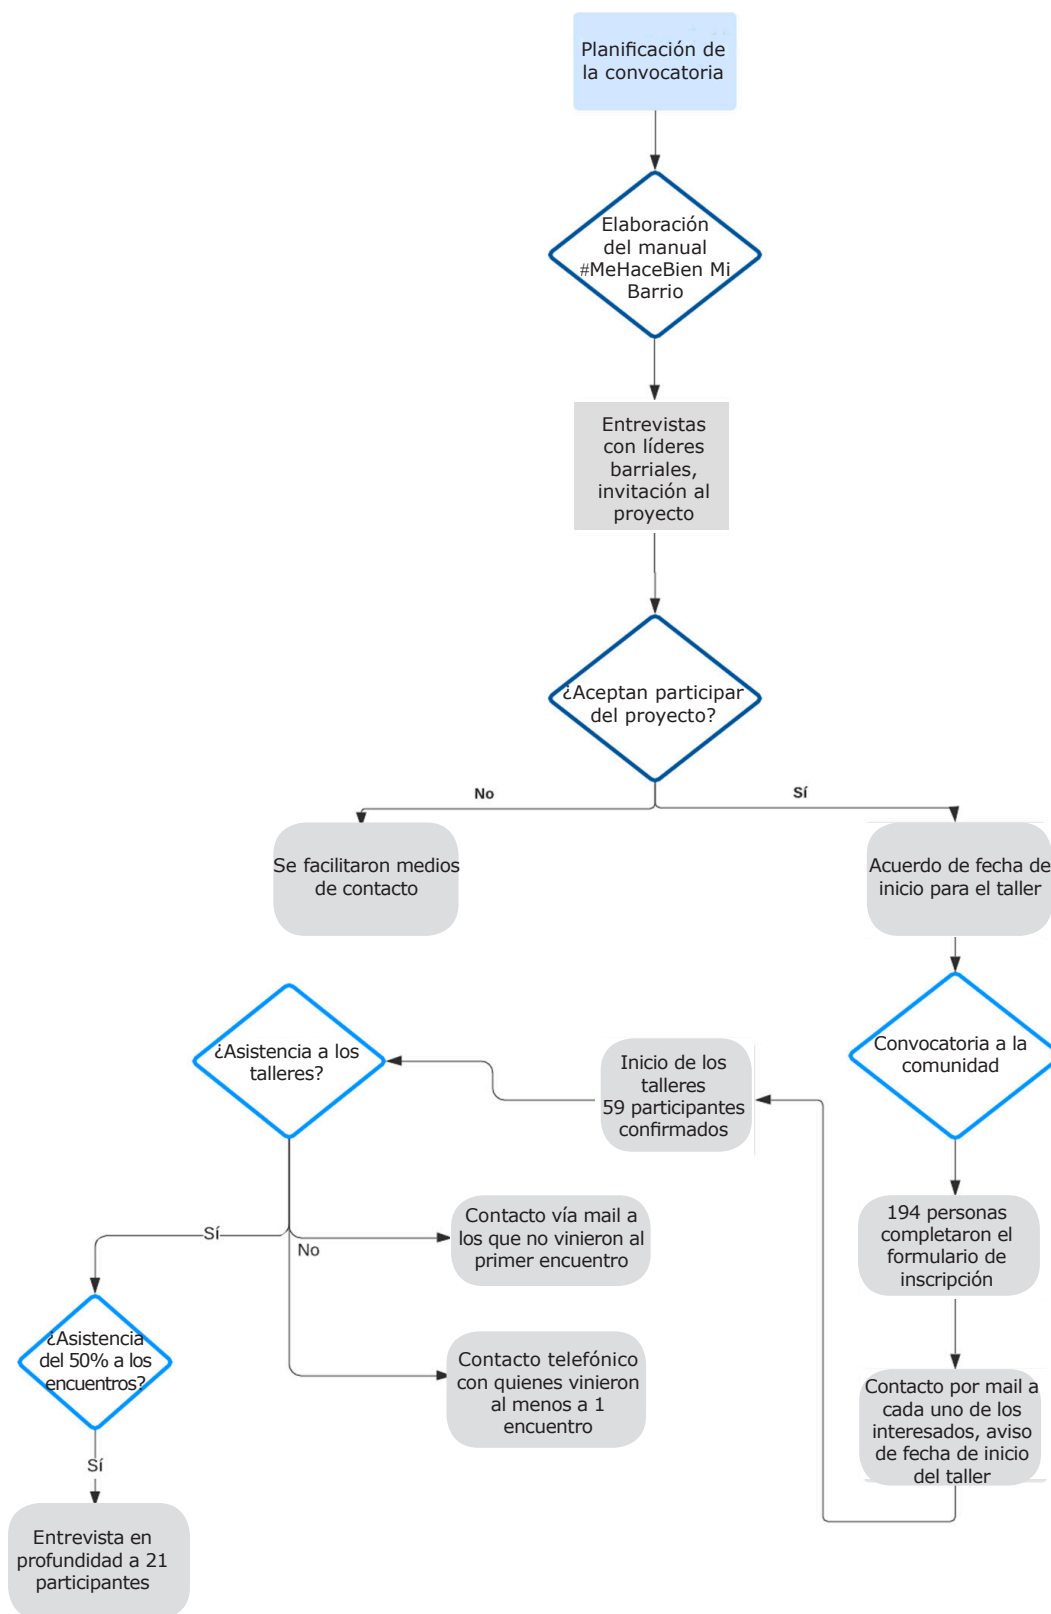 Planificación de
la convocatoria
Elaboración
del manual
#MeHaceBien Mi
Barrio
Entrevistas
con líderes
barriales,
invitación al
proyecto
¿Aceptan participar
del proyecto?
No
Sí
Se facilitaron medios
de contacto
Acuerdo de fecha de
inicio para el taller
Convocatoria a la
comunidad
194 personas
completaron el
formulario de
inscripción
Contacto por mail a
cada uno de los
interesados, aviso
de fecha de inicio
del taller
Inicio de los
talleres
59 participantes
confirmados
¿Asistencia a los
talleres?
Sí
No
Contacto vía mail a
los que no vinieron al
primer encuentro
Contacto telefónico
con quienes vinieron
al menos a 1
encuentro
¿Asistencia
del 50% a los
encuentros?
Sí
Entrevista en
profundidad a 21
participantes